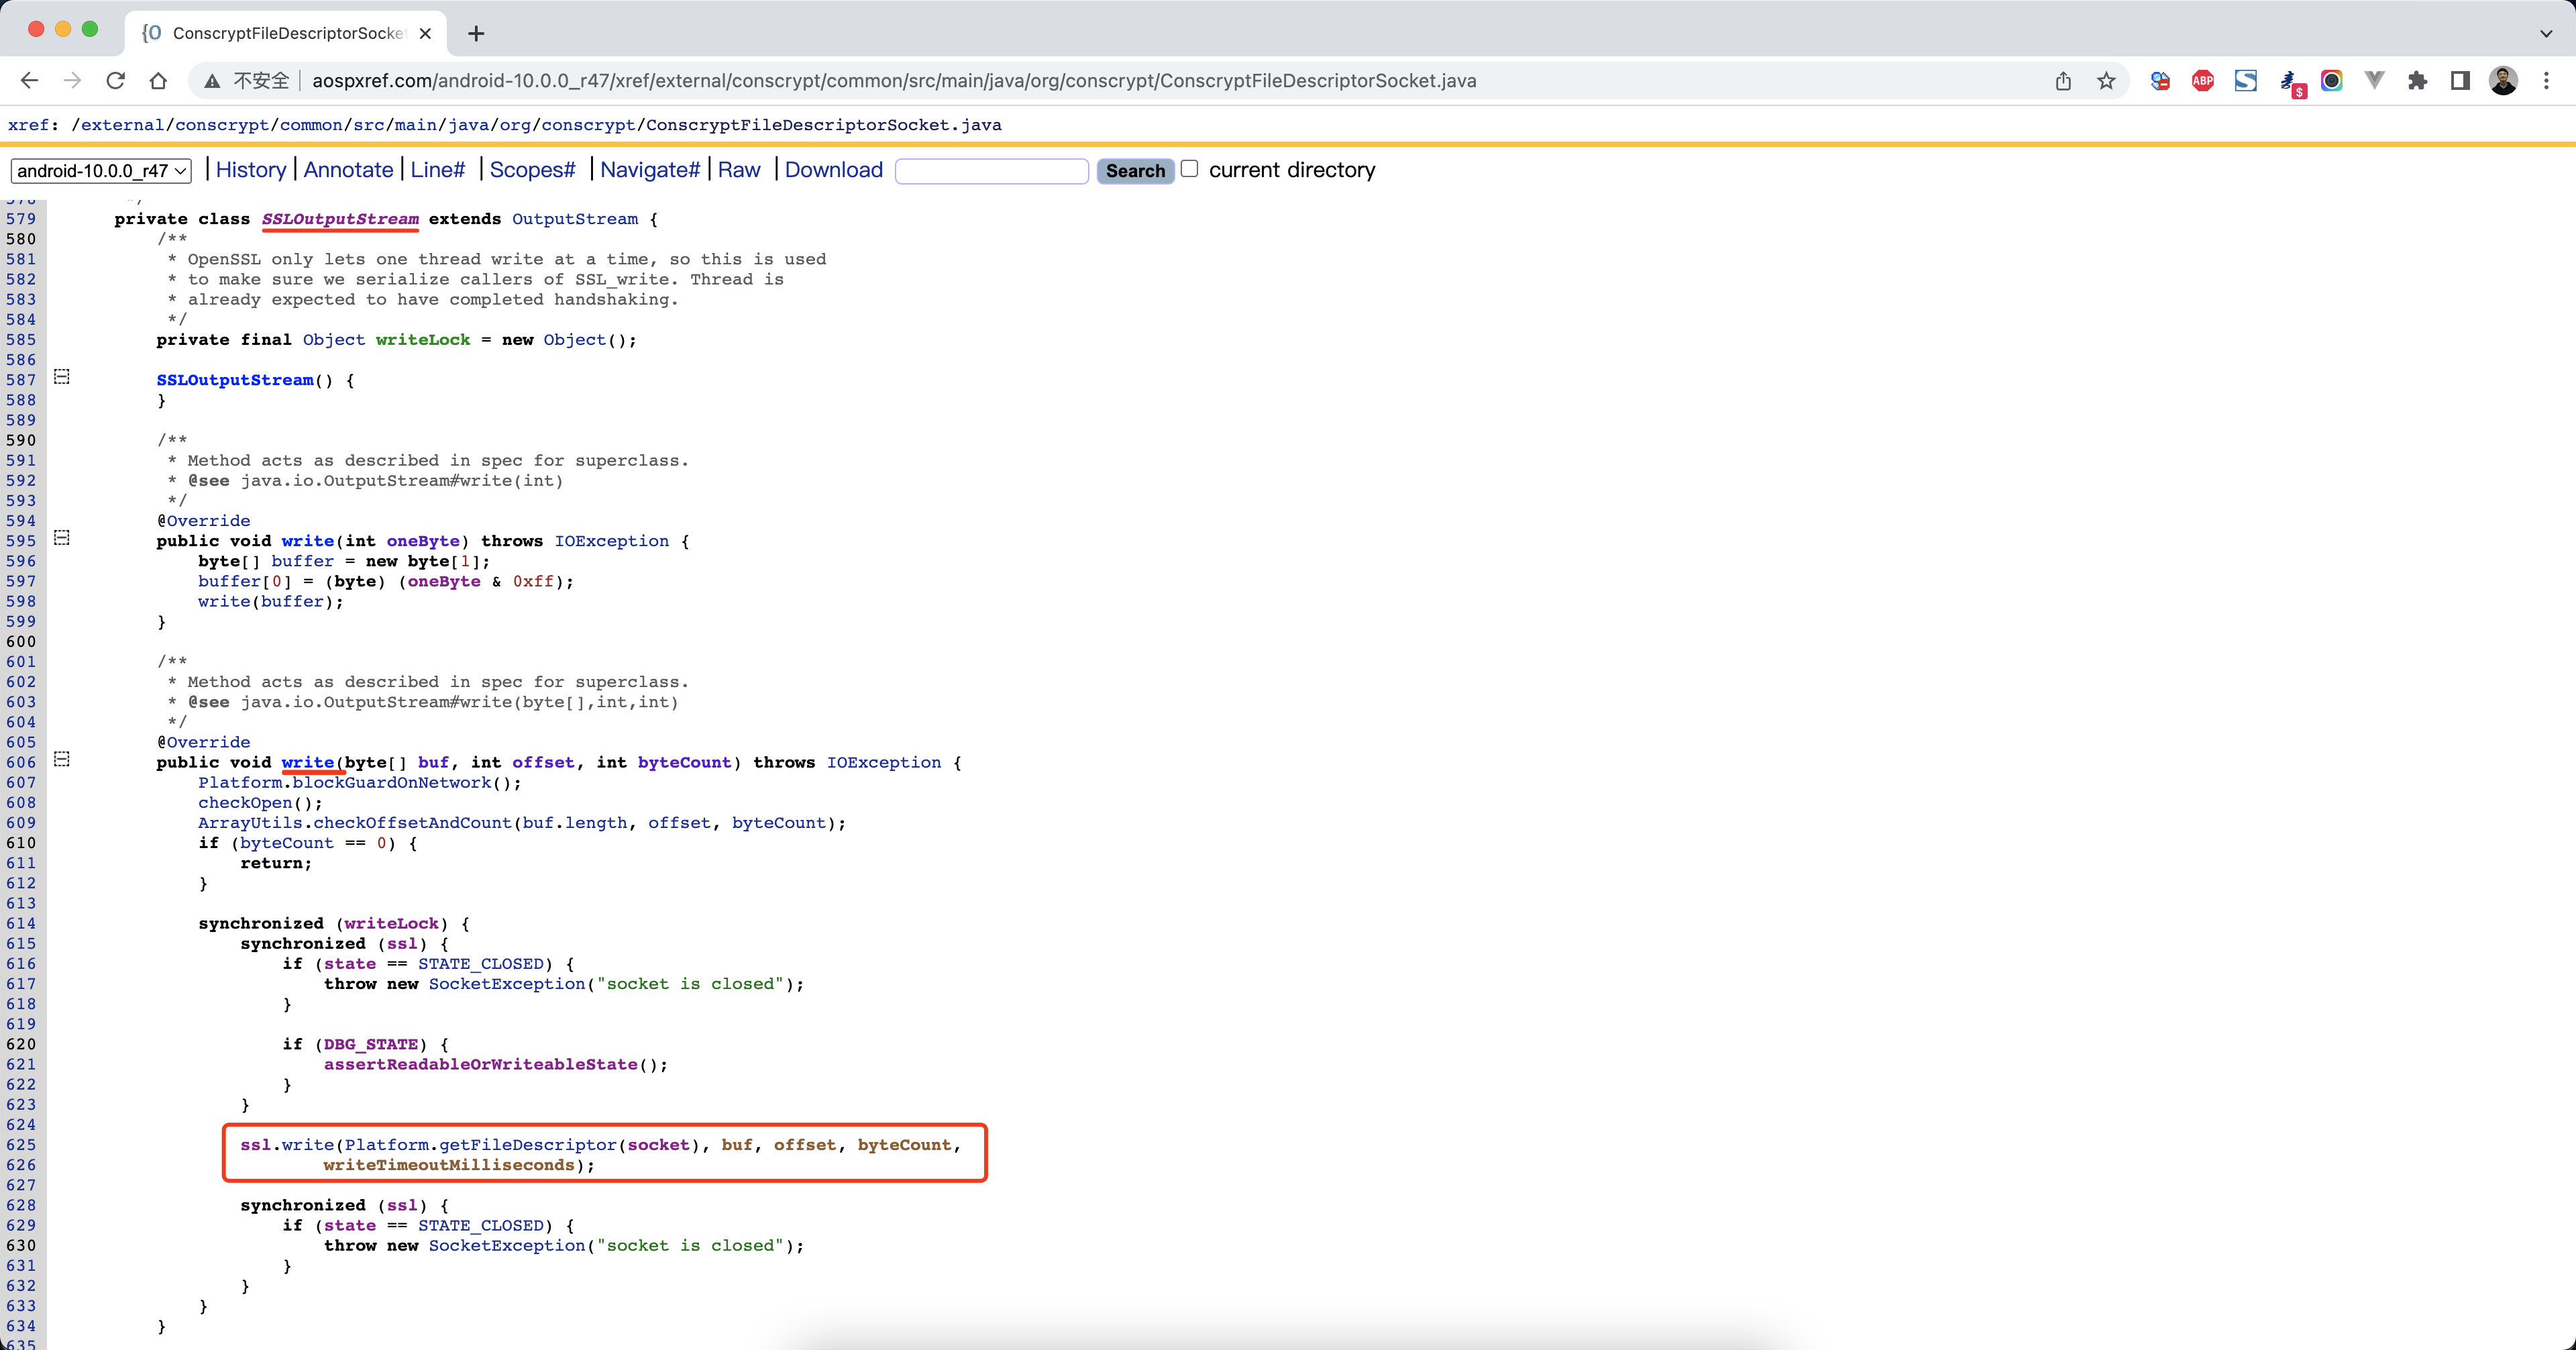 {O ConscryptFileDescriptorSocket
不安全 aospxref.com/android-10.0.0_r47/xref/external/conscrypt/common/src/main/java/org/conscrypt/ConscryptFileDescriptorSocket.java
ABP
$
xref: /external/conscrypt/common/src/main/java/org/conscrypt/ConscryptFileDescriptorSocket.java
android-10.0.0_r47 | History | Annotate | Line# | Scopes# | Navigate# | Raw | Download Search current directory
578 */
579 private class SSLOutputStream extends OutputStream {
580 /**
581 * OpenSSL only lets one thread write at a time, so this is used
582 * to make sure we serialize callers of SSL_write. Thread is
583 * already expected to have completed handshaking.
584 */
585 private final Object writeLock = new Object();
586
587 SSLOutputStream() {
588 }
589
590 /**
591 * Method acts as described in spec for superclass.
592 * @see java.io.OutputStream#write(int)
593 */
594 @Override
595 public void write(int oneByte) throws IOException {
596 byte[] buffer = new byte[1];
597 buffer[0] = (byte) (oneByte & 0xff);
598 write(buffer);
599 }
600
601 /**
602 * Method acts as described in spec for superclass.
603 * @see java.io.OutputStream#write(byte[],int,int)
604 */
605 @Override
606 public void write(byte[] buf, int offset, int byteCount) throws IOException {
607 Platform.blockGuardOnNetwork();
608 checkOpen();
609 ArrayUtils.checkOffsetAndCount(buf.length, offset, byteCount);
610 if (byteCount == 0) {
611 return;
612 }
613
614 synchronized (writeLock) {
615 synchronized (ssl) {
616 if (state == STATE_CLOSED) {
617 throw new SocketException("socket is closed");
618 }
619
620 if (DBG_STATE) {
621 assertReadableOrWriteableState();
622 }
623 }
624
625 ssl.write(Platform.getFileDescriptor(socket), buf, offset, byteCount,
626 writeTimeoutMilliseconds);
627
628 synchronized (ssl) {
629 if (state == STATE_CLOSED) {
630 throw new SocketException("socket is closed");
631 }
632 }
633 }
634 }
635